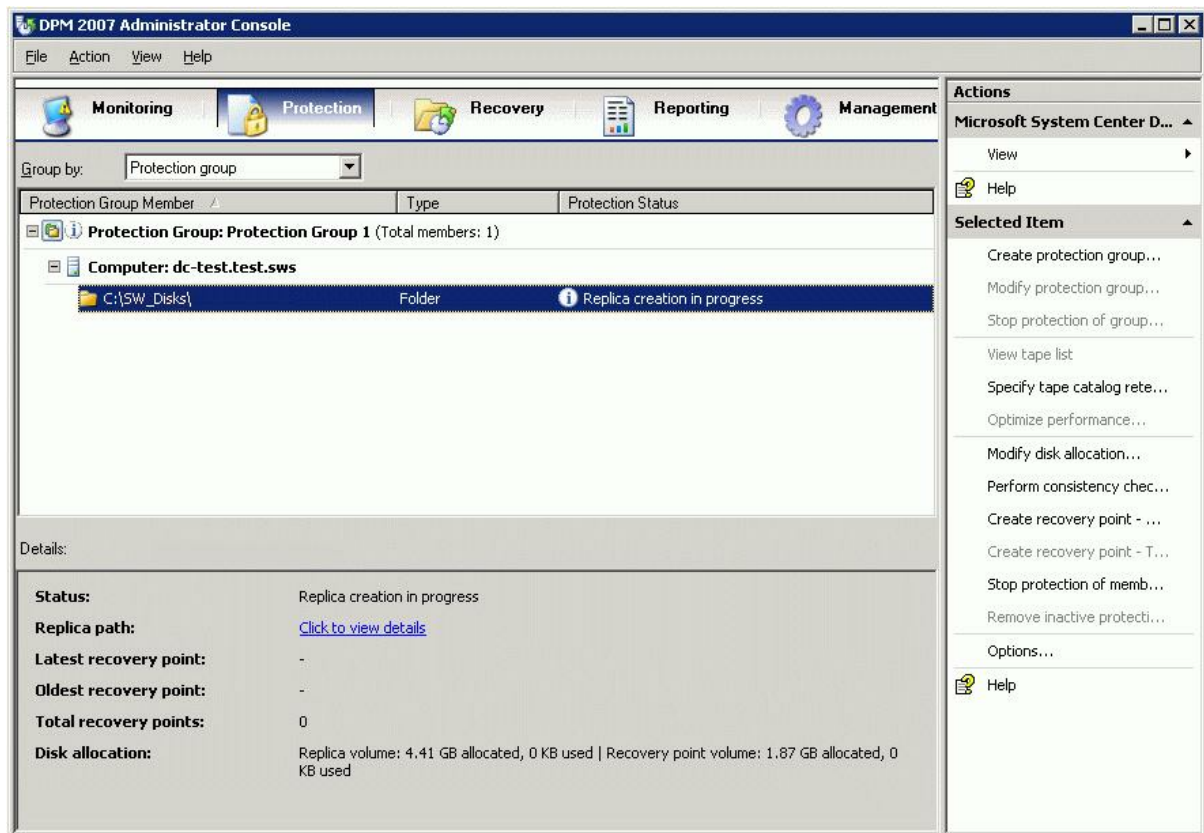 DPM 2007 Administrator Console
File Action View Help
Monitoring Protection Recovery Reporting Management
Group by: Protection group
Protection Group Member Type Protection Status
Protection Group: Protection Group 1 (Total members: 1)
Computer: dc-test.test.sws
C:\SW_Disks\ Folder Replica creation in progress
Details:
Status: Replica creation in progress
Replica path: Click to view details
Latest recovery point: -
Oldest recovery point: -
Total recovery points: 0
Disk allocation: Replica volume: 4.41 GB allocated, 0 KB used | Recovery point volume: 1.87 GB allocated, 0
KB used
Actions
Microsoft System Center D...
View
Help
Selected Item
Create protection group...
Modify protection group...
Stop protection of group...
View tape list
Specify tape catalog rete...
Optimize performance...
Modify disk allocation...
Perform consistency chec...
Create recovery point - ...
Create recovery point - T...
Stop protection of memb...
Remove inactive protecti...
Options...
Help